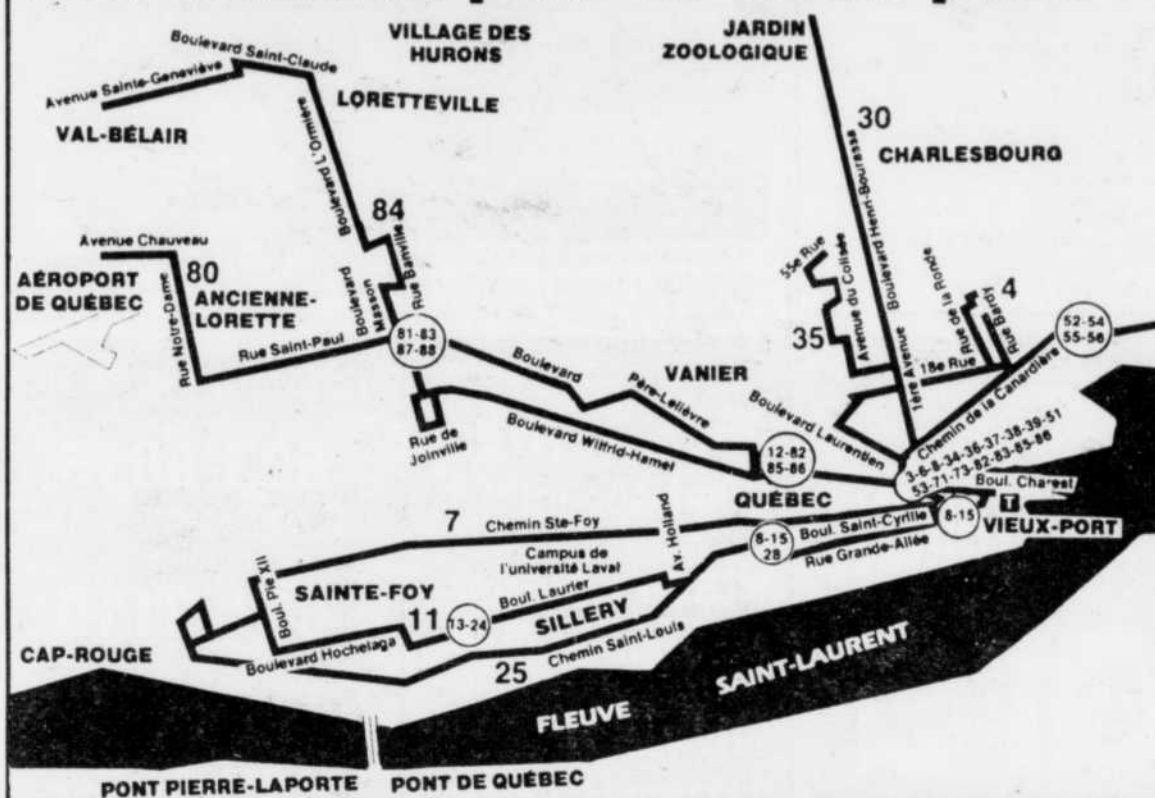 VILLAGE DES
HURONS
JARDIN
ZOOLOGIQUE
Boulevard Saint-Claude
Avenue Sainte-Geneviève
LORETTEVILLE
VAL-BÉLAIR
Boulevard L'Ormière
30
Boulevard Henri-Bourassa
CHARLESBOURG
84
Avenue Chauveau
80
AÉROPORT
DE QUÉBEC
ANCIENNE-
LORETTE
Rue Notre-Dame
Boulevard
Masson
Rue Banville
Rue Saint-Paul
81-83
87-88
55e Rue
Avenue du Colisée
35
1ère Avenue
Rue de la Ronde
4
Rue Bardy
18e Rue
52-54
55-56
Boulevard
Père-Lelièvre
VANIER
Boulevard Laurentien
Chemin de la Canardière
Rue de
Joinville
Boulevard Wilfrid-Hamel
12-82
85-86
3-6-8-34-36-37-38-39-51
53-71-73-82-83-85-86
QUÉBEC
Boul. Charest
T
VIEUX-PORT
8-15
7
Chemin Ste-Foy
Av. Holland
8-15
28
Boul. Saint-Cyrille
Rue Grande-Allée
Campus de
l'université Laval
Boul. Pie XII
SAINTE-FOY
Boul. Laurier
11
13-24
SILLERY
CAP-ROUGE
Boulevard Hochelaga
25
Chemin Saint-Louis
FLEUVE
SAINT-LAURENT
PONT PIERRE-LAPORTE
PONT DE QUÉBEC